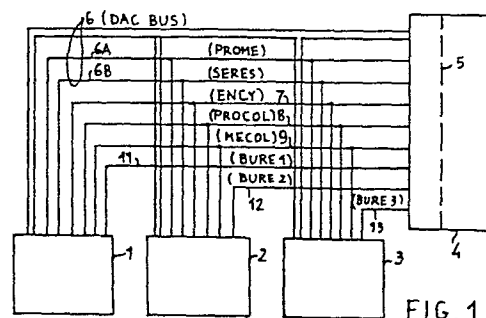 6 (DAC BUS)
6A (PROME)
5
6B (SERES)
(ENCY) 7
(PROCOL) 8
(MECOL) 9
11 (BURE 1)
(BURE 2)
12
(BURE 3)
13
1
2
3
4
FIG 1